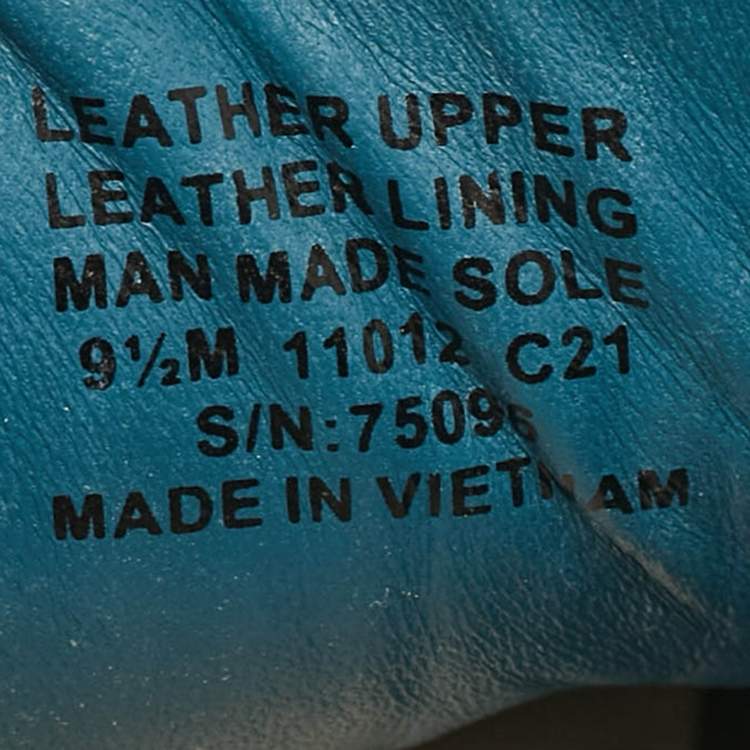 LEATHER UPPER
LEATHER LINING
MAN MADE SOLE
9½M 11012 C21
S/N:75096
MADE IN VIETNAM